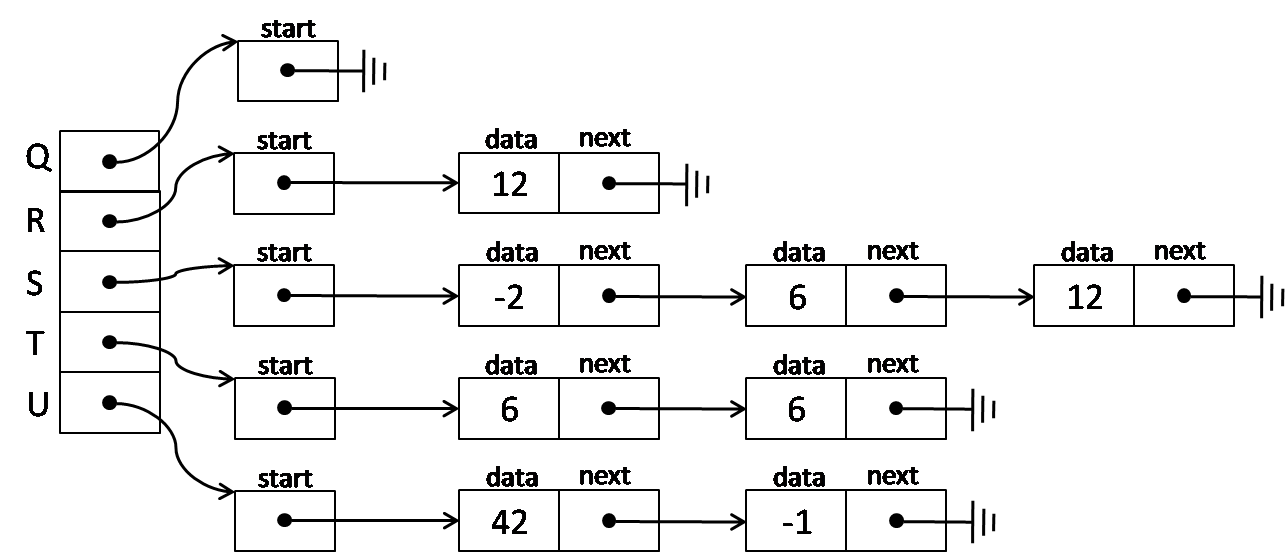 start
Q
start data next
R 12
start data next data next data next
S -2 6 12
start data next data next
T 6 6
U
start data next data next
42 -1